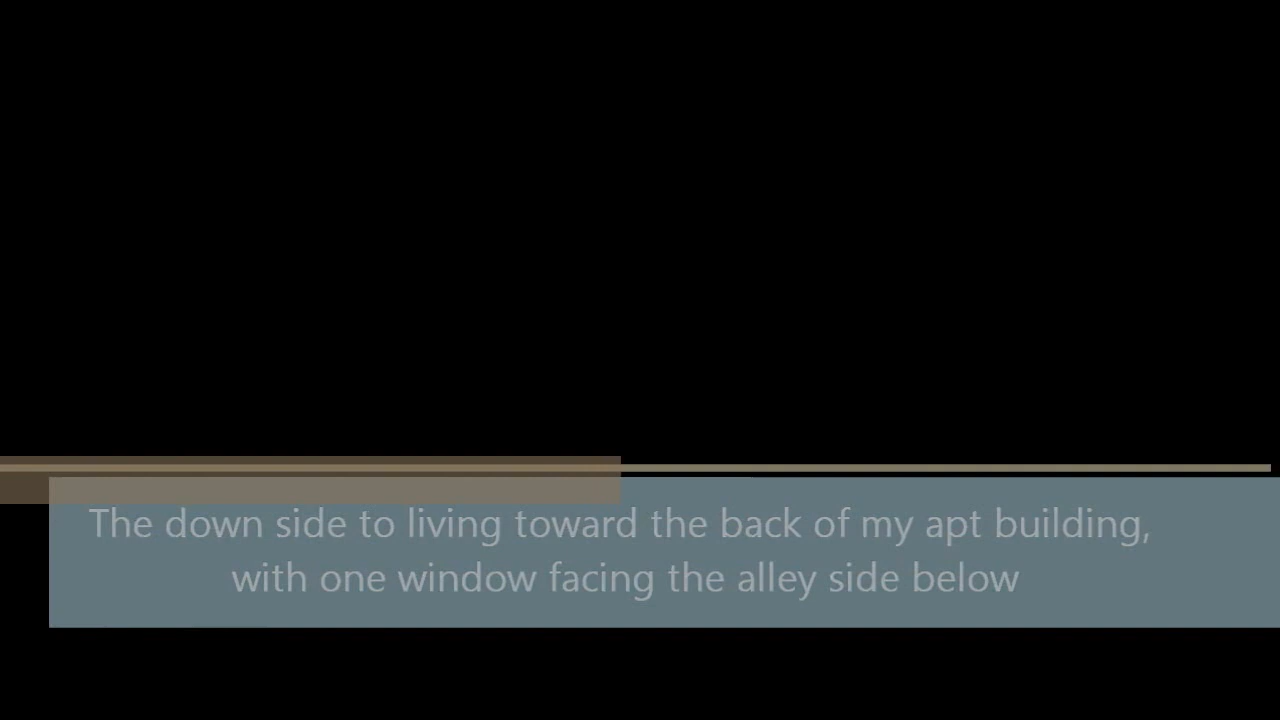 The down side to living toward the back of my apt building,
with one window facing the alley side below